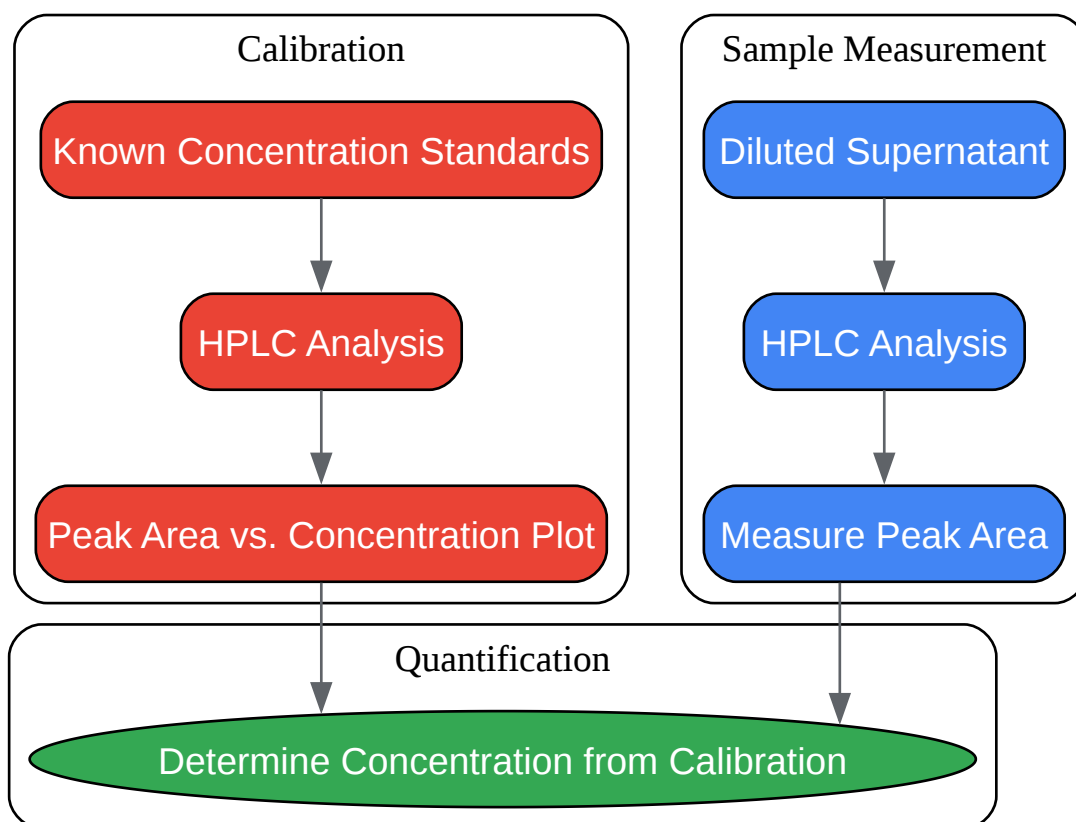 Calibration
Known Concentration Standards
HPLC Analysis
Peak Area vs. Concentration Plot
Sample Measurement
Diluted Supernatant
HPLC Analysis
Measure Peak Area
Quantification
Determine Concentration from Calibration